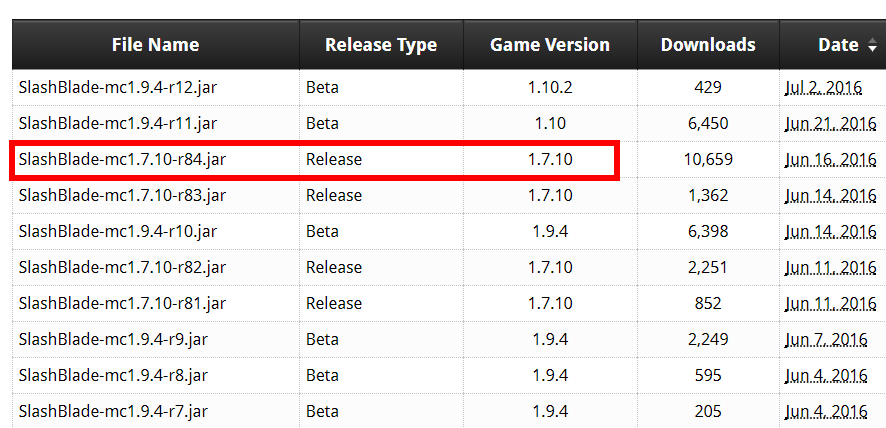 File Name Release Type Game Version Downloads Date
SlashBlade-mc1.9.4-r12.jar Beta 1.10.2 429 Jul 2, 2016
SlashBlade-mc1.9.4-r11.jar Beta 1.10 6,450 Jun 21, 2016
SlashBlade-mc1.7.10-r84.jar Release 1.7.10 10,659 Jun 16, 2016
SlashBlade-mc1.7.10-r83.jar Release 1.7.10 1,362 Jun 14, 2016
SlashBlade-mc1.9.4-r10.jar Beta 1.9.4 6,398 Jun 14, 2016
SlashBlade-mc1.7.10-r82.jar Release 1.7.10 2,251 Jun 11, 2016
SlashBlade-mc1.7.10-r81.jar Release 1.7.10 852 Jun 11, 2016
SlashBlade-mc1.9.4-r9.jar Beta 1.9.4 2,249 Jun 7, 2016
SlashBlade-mc1.9.4-r8.jar Beta 1.9.4 595 Jun 4, 2016
SlashBlade-mc1.9.4-r7.jar Beta 1.9.4 205 Jun 4, 2016